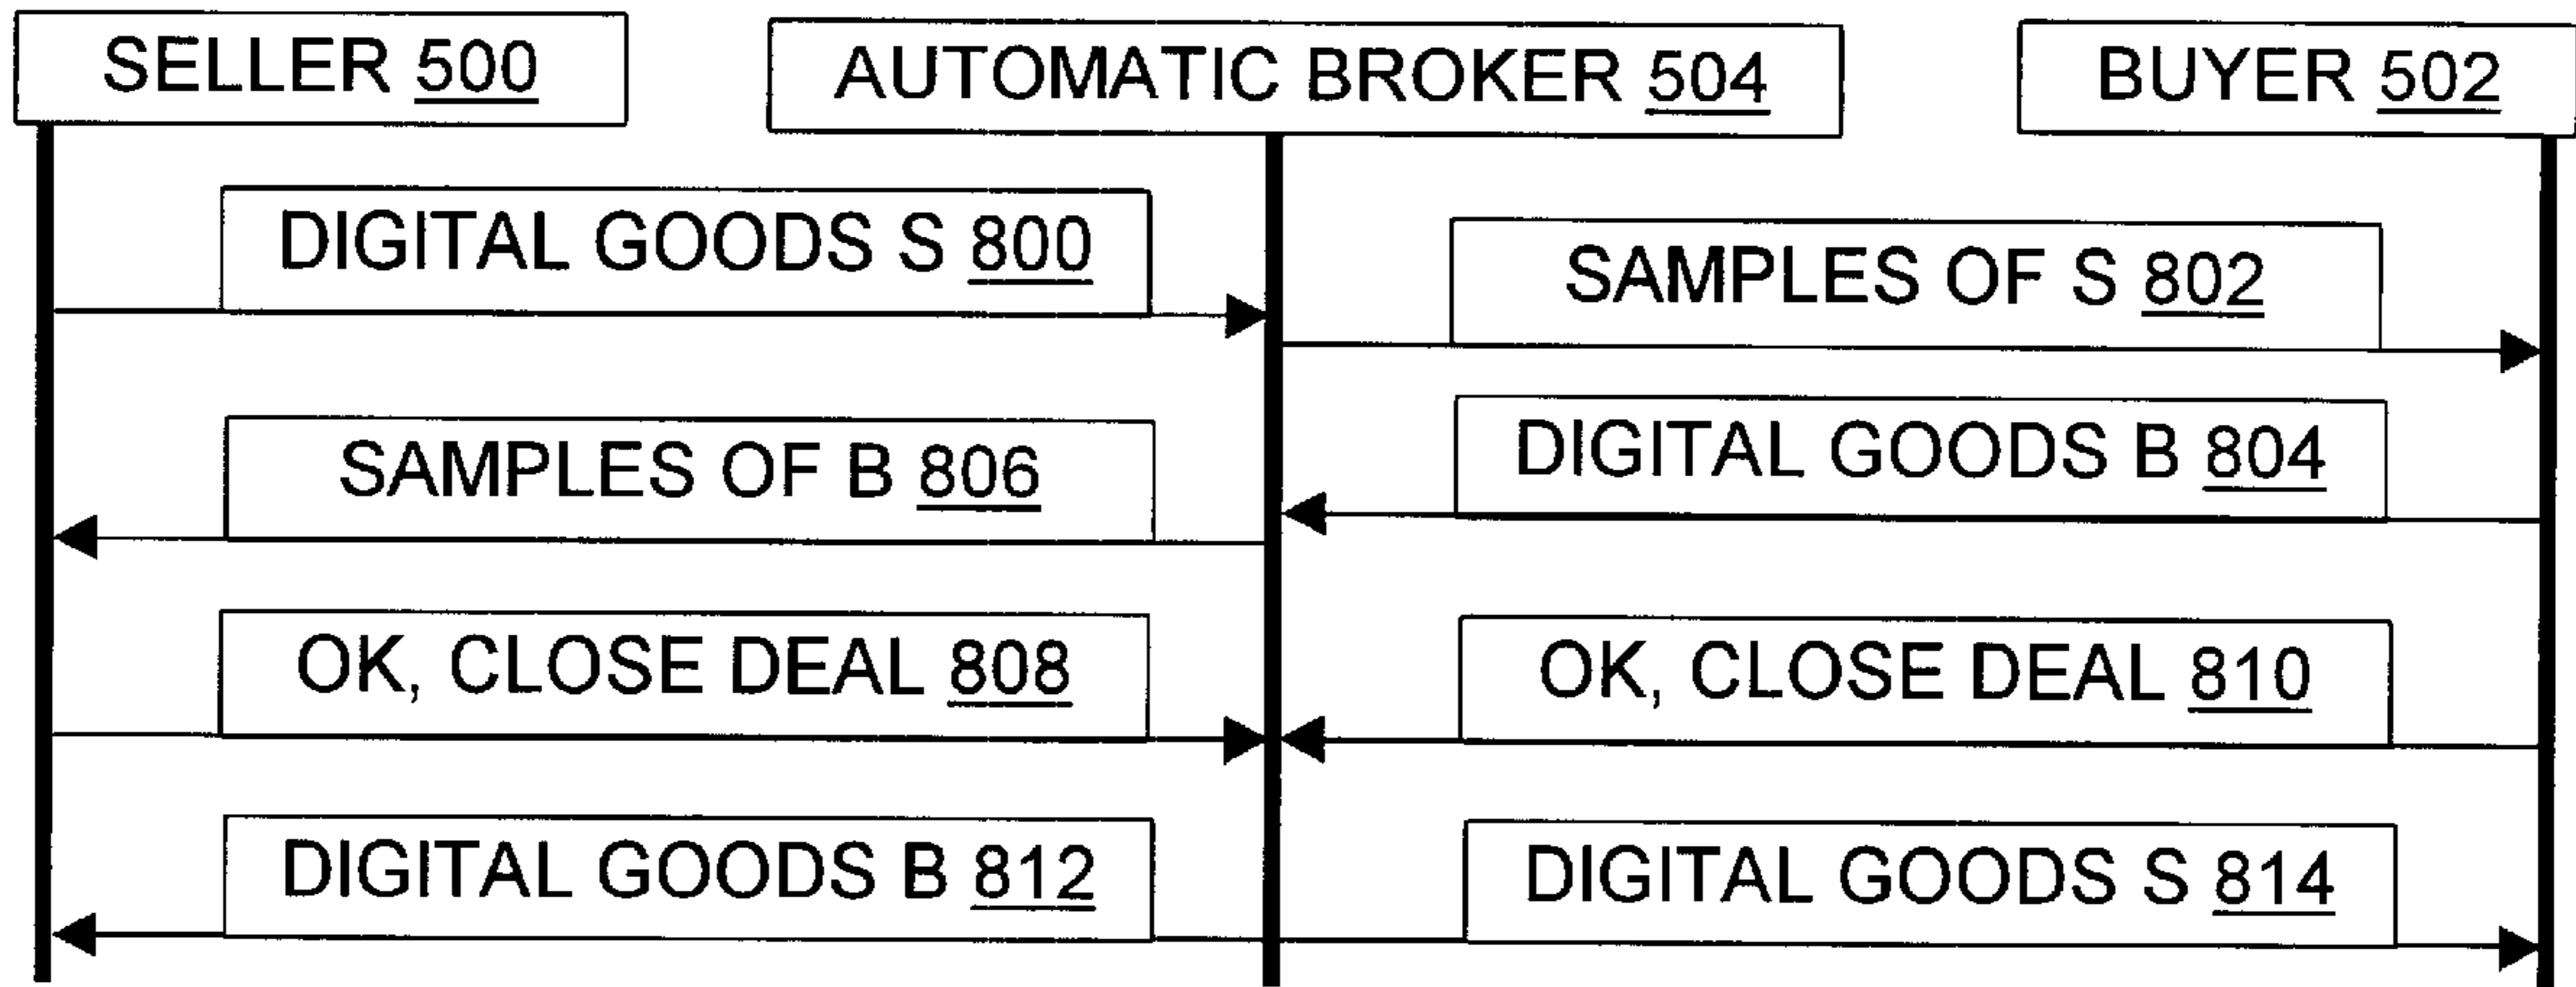 SELLER 500
AUTOMATIC BROKER 504
BUYER 502
DIGITAL GOODS S 800
SAMPLES OF S 802
DIGITAL GOODS B 804
SAMPLES OF B 806
OK, CLOSE DEAL 808
OK, CLOSE DEAL 810
DIGITAL GOODS B 812
DIGITAL GOODS S 814